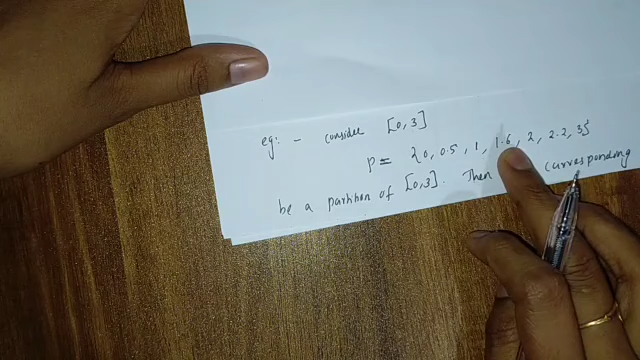 eg:- consider [0,3]
P = {0, 0.5, 1, 1.6, 2, 2.2, 3}
be a partition of [0,3]. Then corresponding